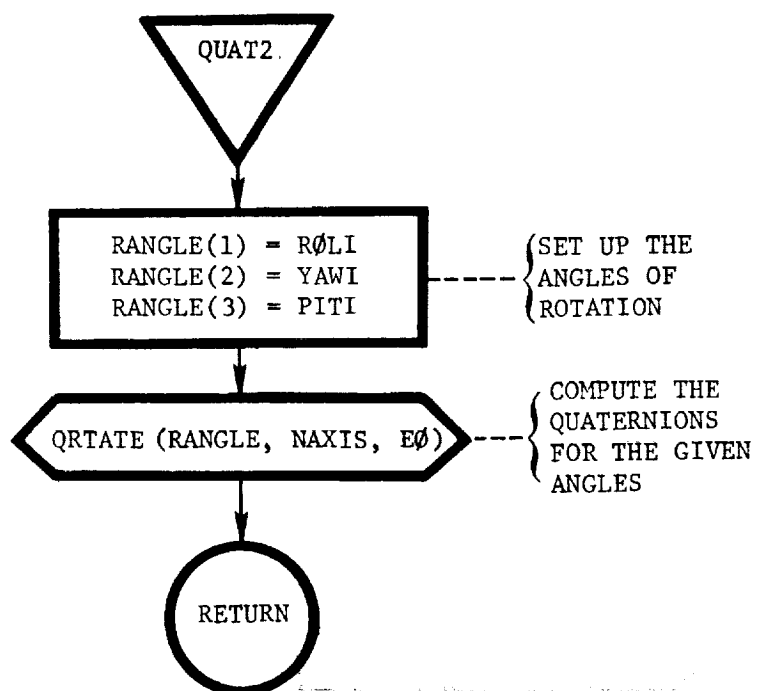 QUAT2.
RANGLE(1) = RØLI
RANGLE(2) = YAWI
RANGLE(3) = PITI
SET UP THE
ANGLES OF
ROTATION
QRTATE (RANGLE, NAXIS, EØ)
COMPUTE THE
QUATERNIONS
FOR THE GIVEN
ANGLES
RETURN